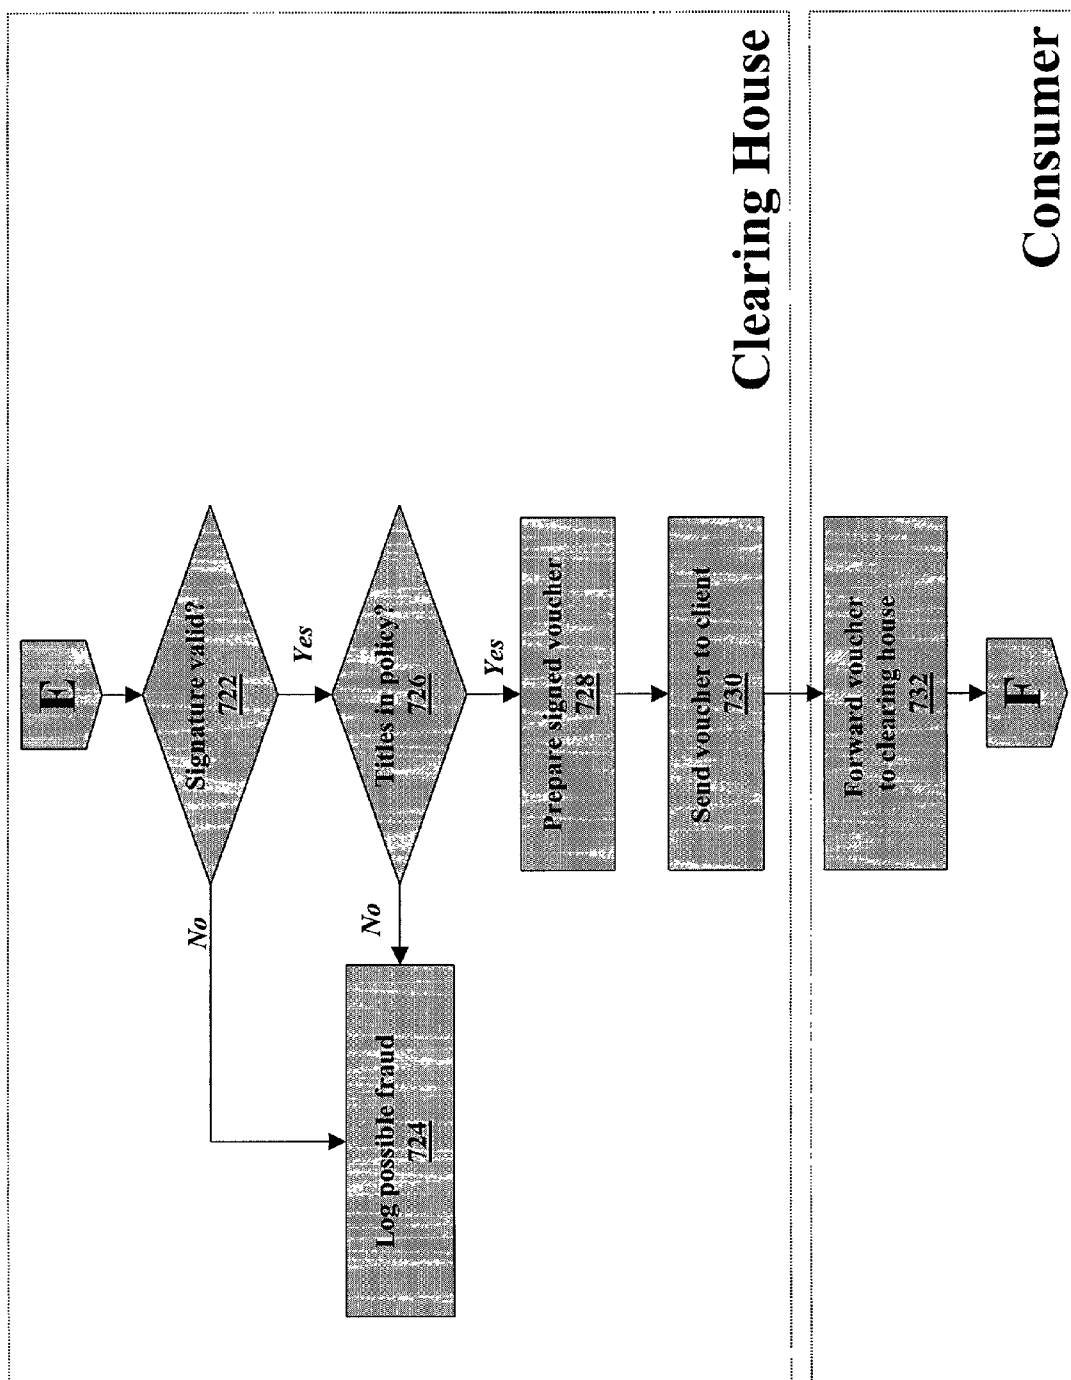 E
Signature valid?
722
No
Yes
Titles in policy?
726
No
Yes
Log possible fraud
724
Prepare signed voucher
728
Send voucher to client
730
Clearing House
Forward voucher
to clearing house
732
F
Consumer